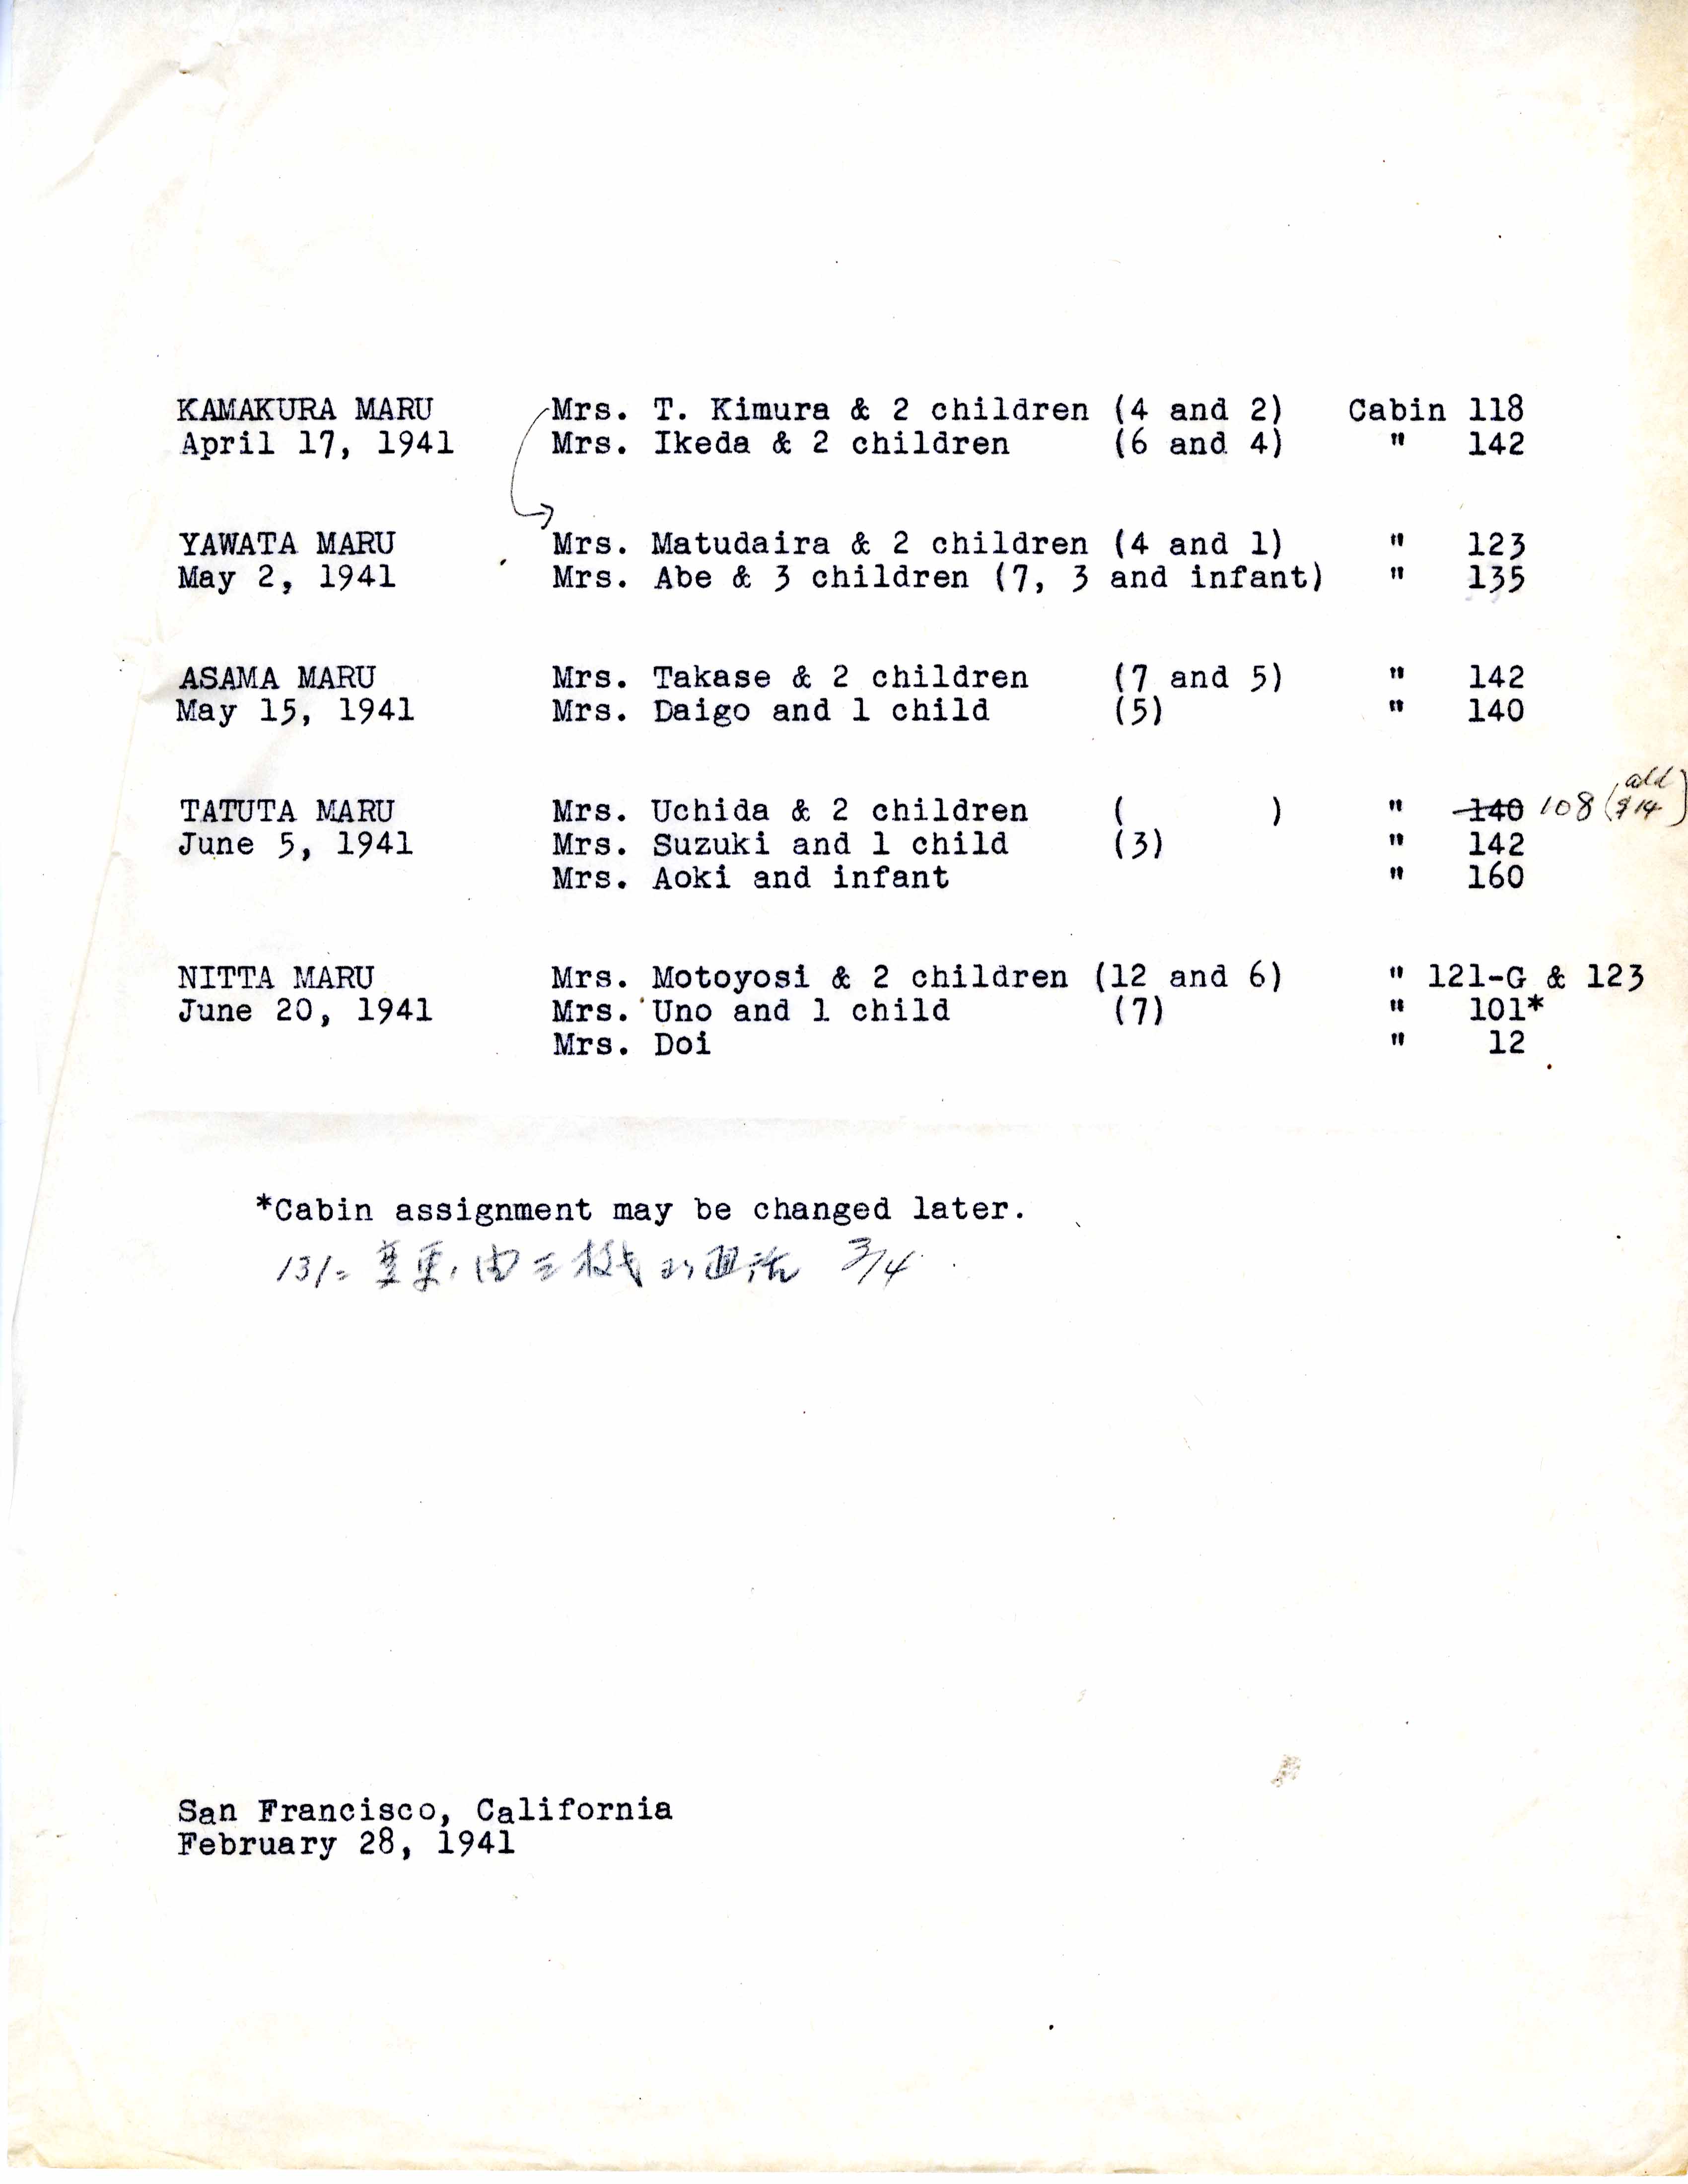 KAMAKURA MARU Mrs. T. Kimura & 2 children (4 and 2) Cabin 118
April 17, 1941 Mrs. Ikeda & 2 children (6 and 4) " 142
YAWATA MARU Mrs. Matudaira & 2 children (4 and 1) " 123
May 2, 1941 Mrs. Abe & 3 children (7, 3 and infant) " 135
ASAMA MARU Mrs. Takase & 2 children (7 and 5) " 142
May 15, 1941 Mrs. Daigo and 1 child (5) " 140
TATUTA MARU Mrs. Uchida & 2 children ( ) " 140 108 (add $14)
June 5, 1941 Mrs. Suzuki and 1 child (3) " 142
Mrs. Aoki and infant " 160
NITTA MARU Mrs. Motoyosi & 2 children (12 and 6) " 121-G & 123
June 20, 1941 Mrs. Uno and 1 child (7) " 101*
Mrs. Doi " 12
*Cabin assignment may be changed later.
131 = 変更, 3/4
San Francisco, California
February 28, 1941